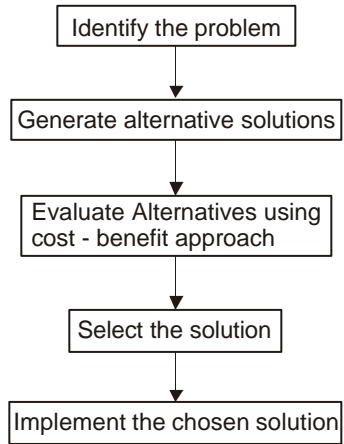 Identify the problem
Generate alternative solutions
Evaluate Alternatives using
cost - benefit approach
Select the solution
Implement the chosen solution